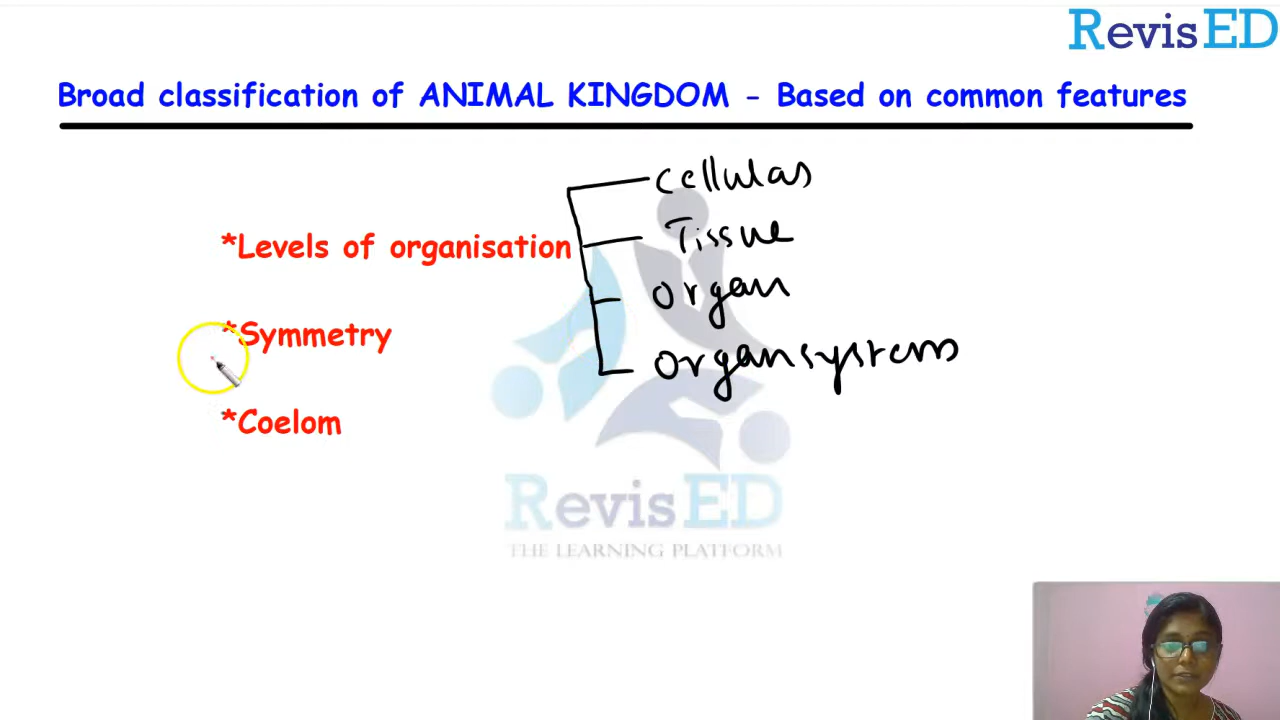 RevisED
Broad classification of ANIMAL KINGDOM - Based on common features
cellular
*Levels of organisation
Tissue
organ
*Symmetry
organsystems
*Coelom
RevisED
THE LEARNING PLATFORM